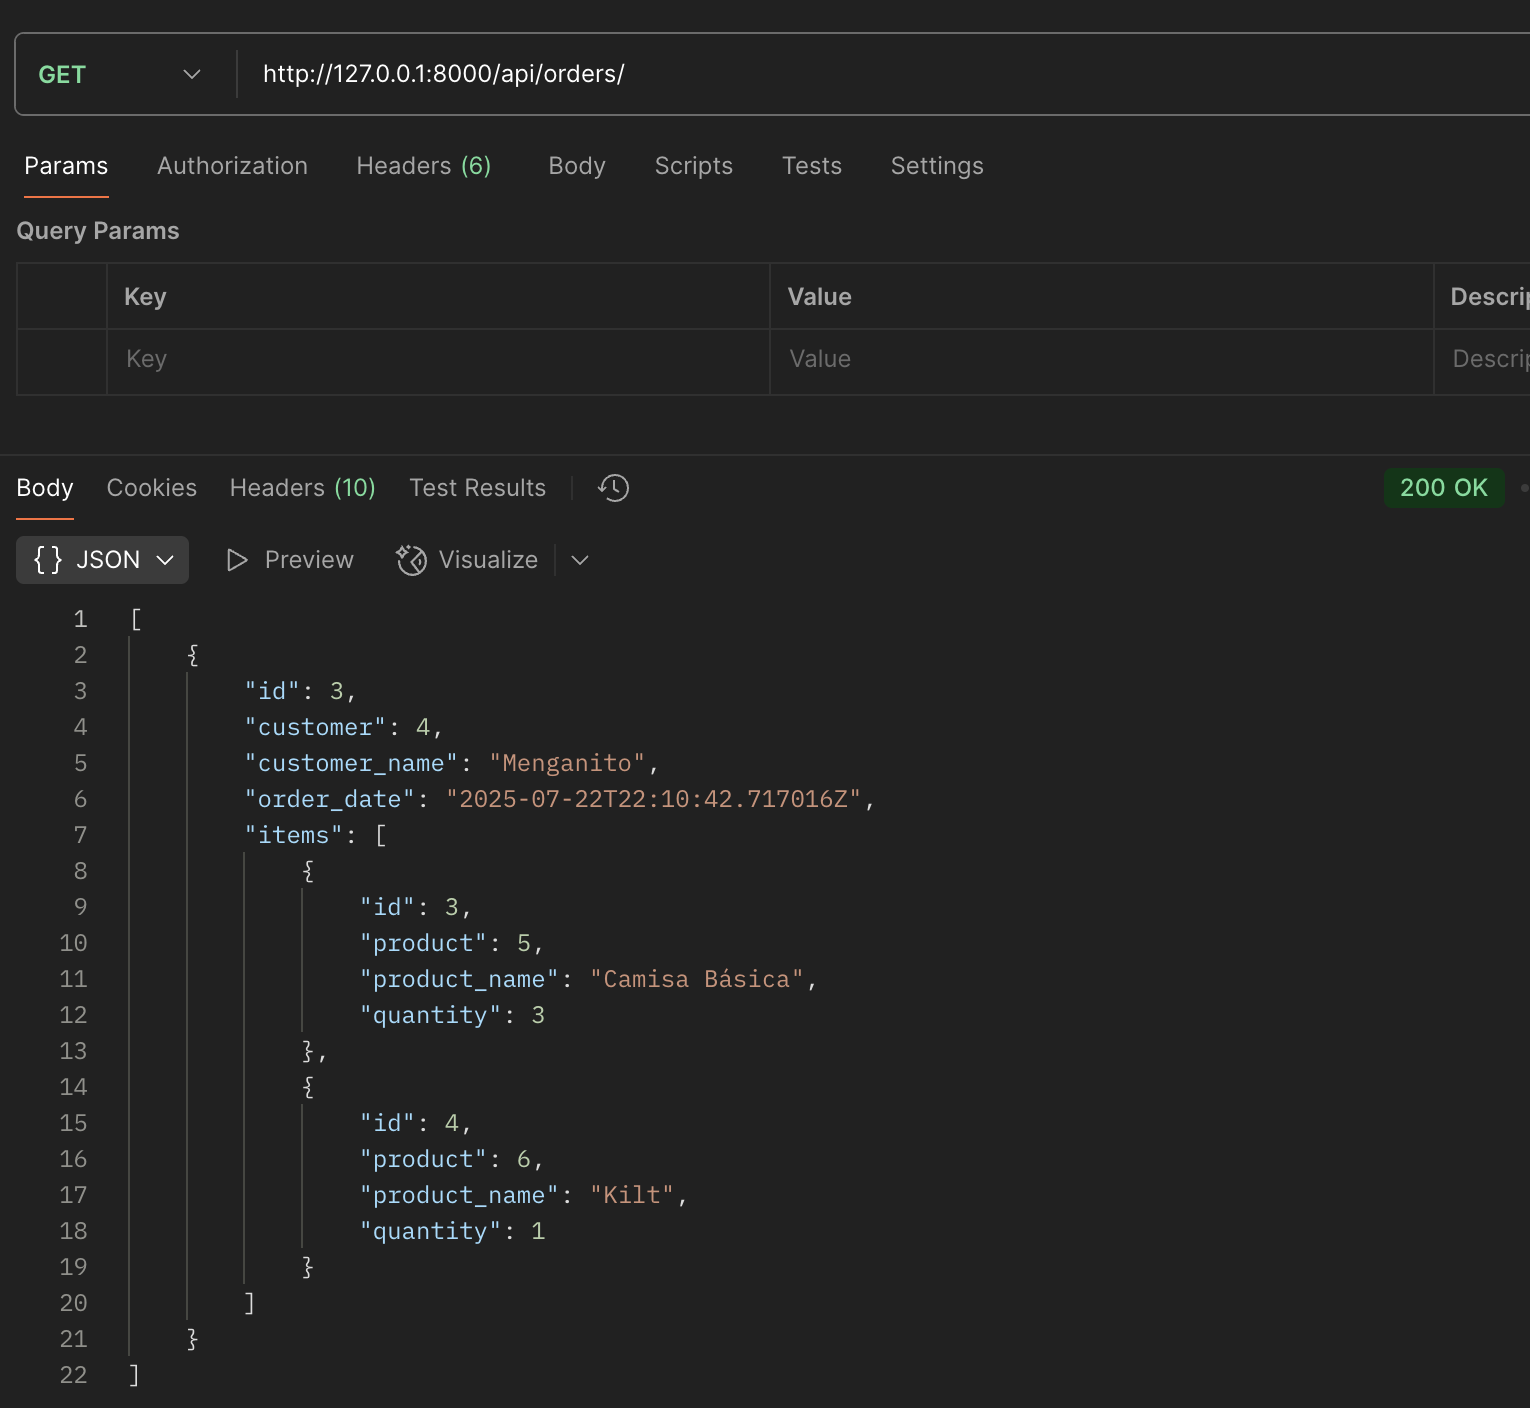 GET http://127.0.0.1:8000/api/orders/
Params Authorization Headers (6) Body Scripts Tests Settings
Query Params
Key Value Descrip
Key Value Descrip
Body Cookies Headers (10) Test Results 200 OK
{} JSON Preview Visualize
1 [
2 {
3 "id": 3,
4 "customer": 4,
5 "customer_name": "Menganito",
6 "order_date": "2025-07-22T22:10:42.717016Z",
7 "items": [
8 {
9 "id": 3,
10 "product": 5,
11 "product_name": "Camisa Básica",
12 "quantity": 3
13 },
14 {
15 "id": 4,
16 "product": 6,
17 "product_name": "Kilt",
18 "quantity": 1
19 }
20 ]
21 }
22 ]